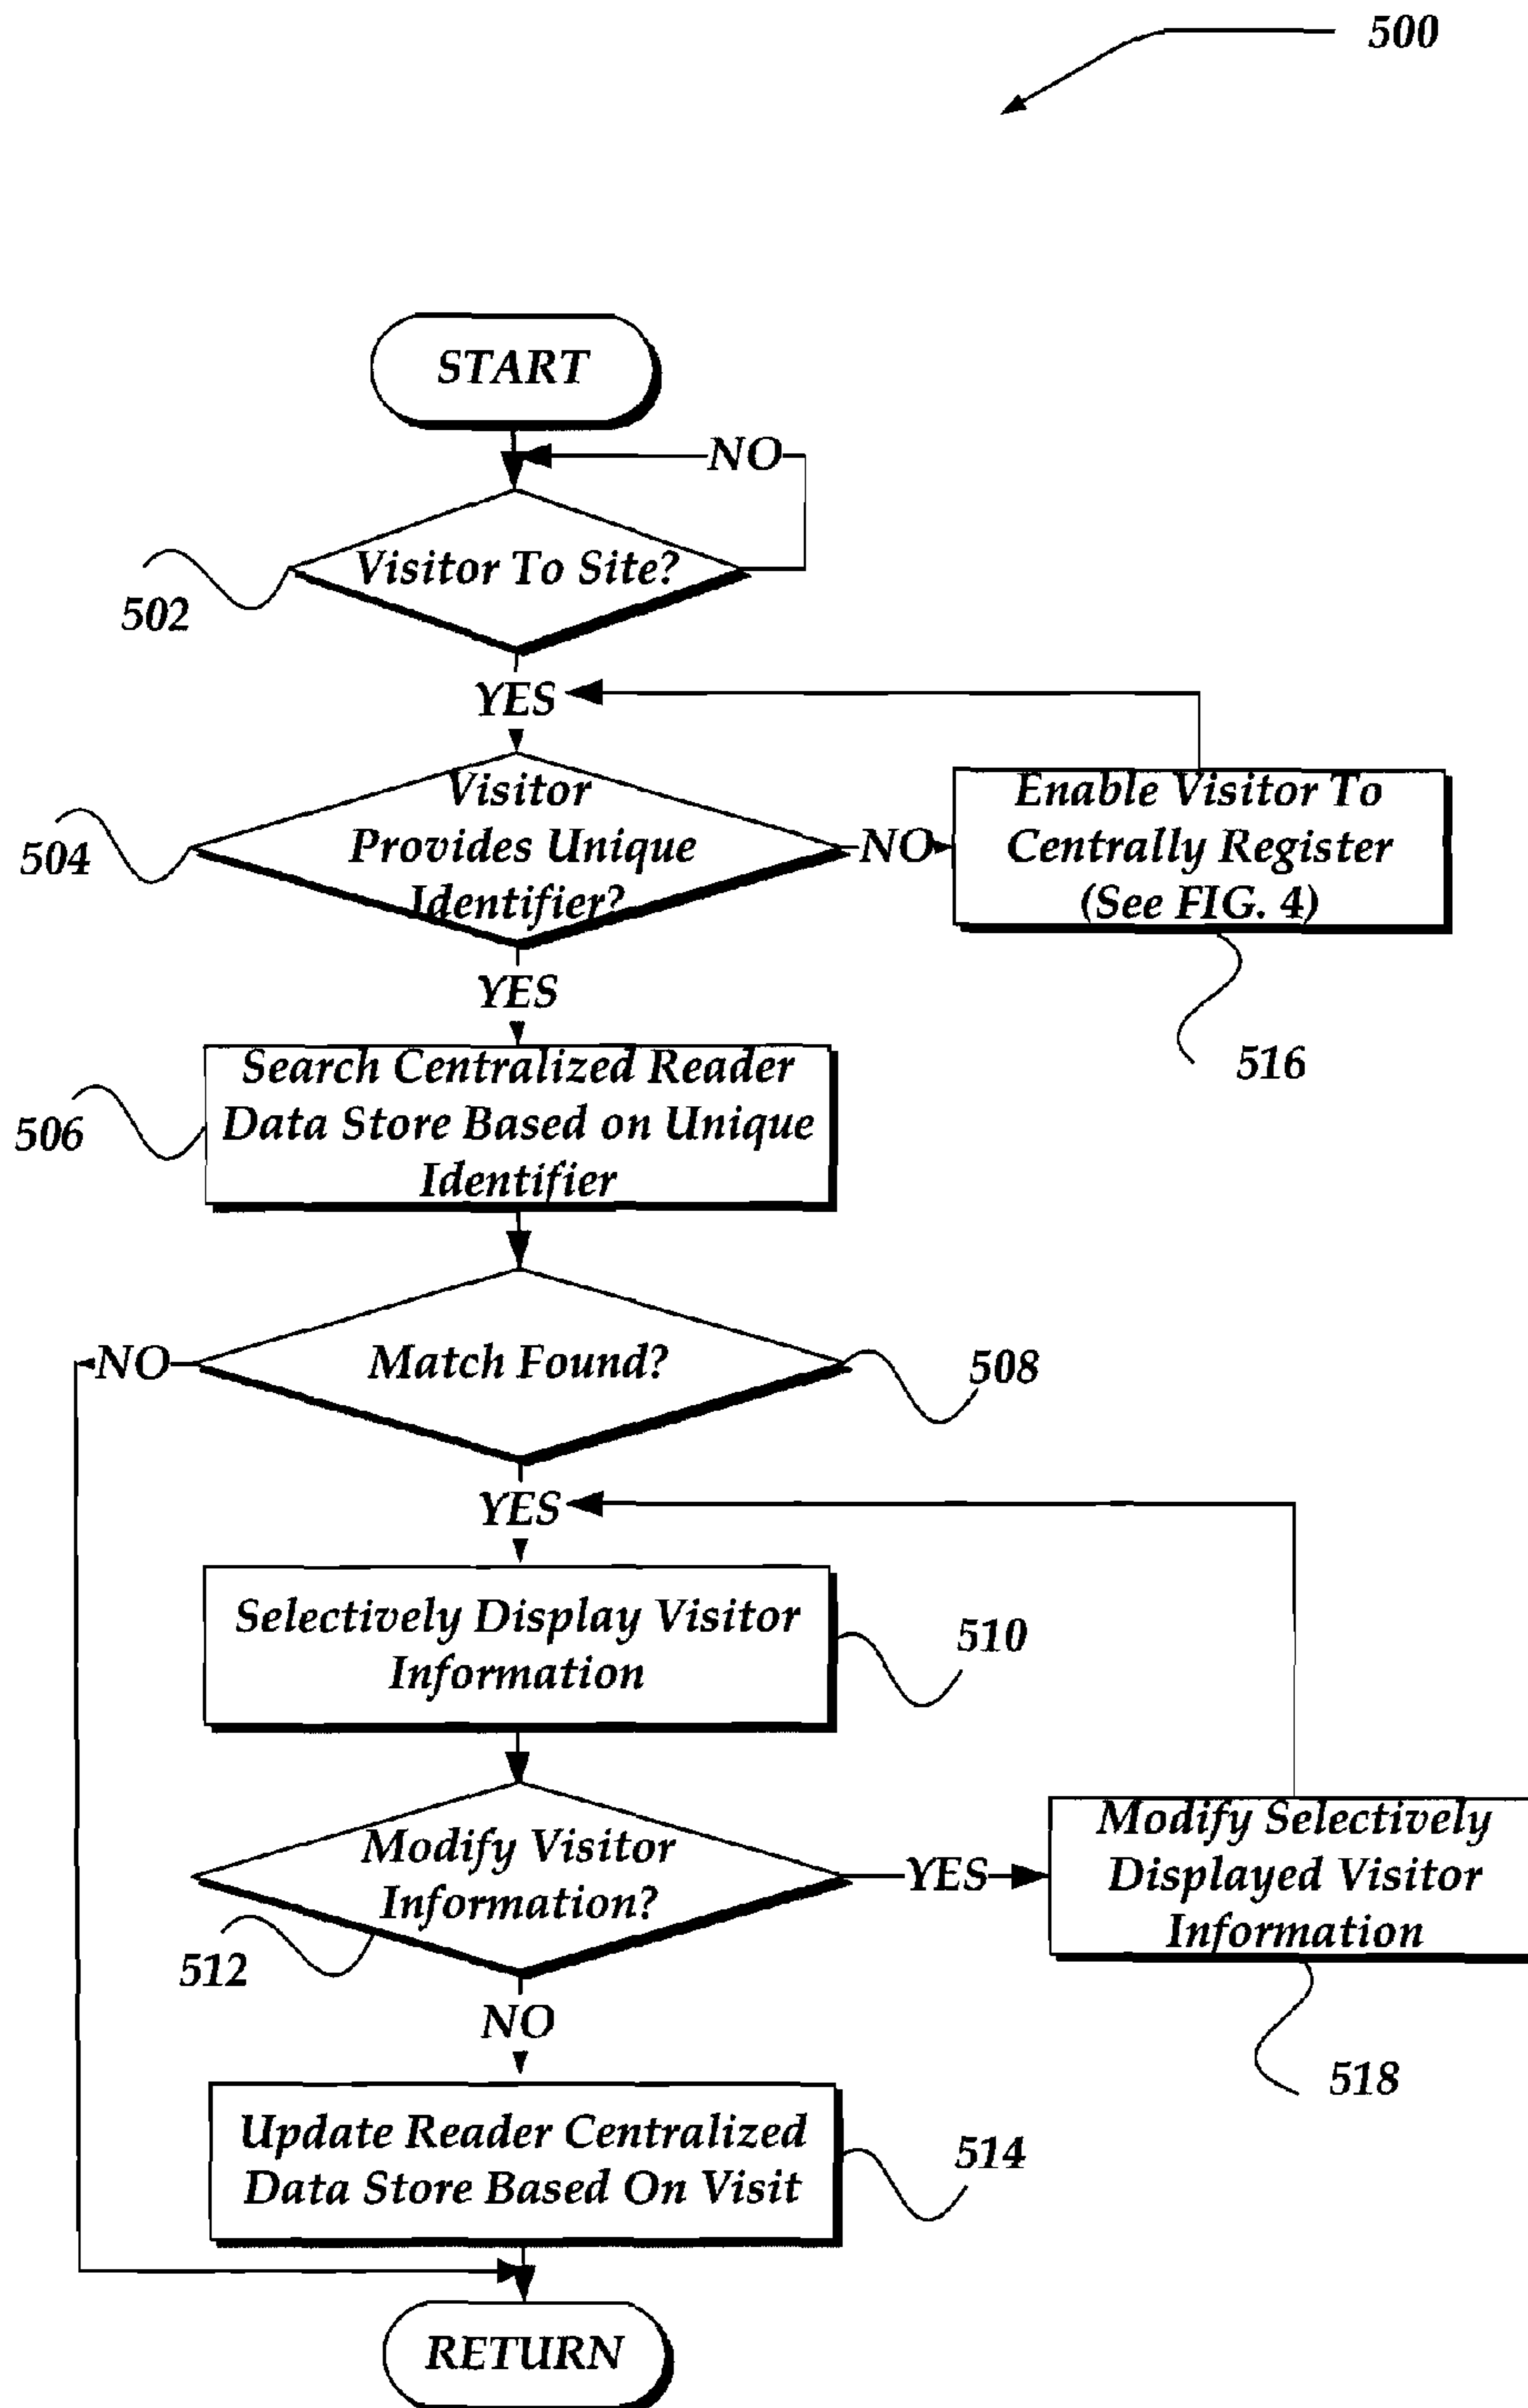 500
START
NO
Visitor To Site?
502
YES
Visitor
Provides Unique
Identifier?
504
NO
Enable Visitor To
Centrally Register
(See FIG. 4)
516
YES
Search Centralized Reader
Data Store Based on Unique
Identifier
506
NO
Match Found?
508
YES
Selectively Display Visitor
Information
510
Modify Visitor
Information?
512
YES
Modify Selectively
Displayed Visitor
Information
518
NO
Update Reader Centralized
Data Store Based On Visit
514
RETURN